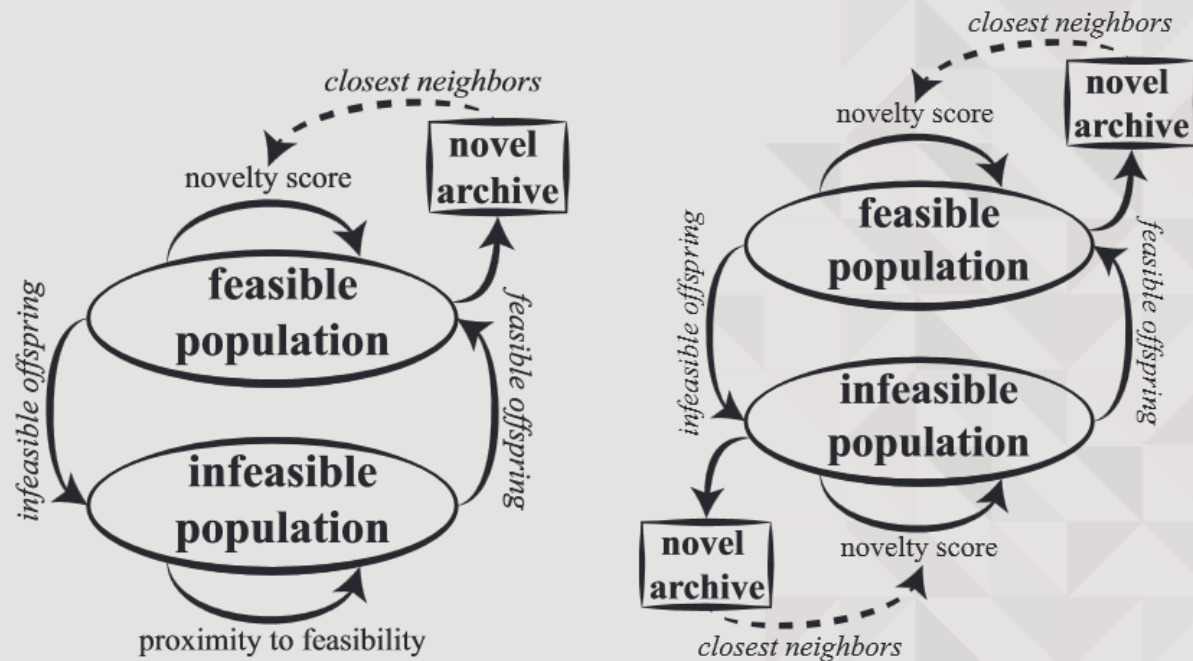 closest neighbors
novelty score
novel
archive
feasible
population
infeasible offspring
feasible offspring
infeasible
population
proximity to feasibility
closest neighbors
novelty score
novel
archive
feasible
population
infeasible offspring
feasible offspring
infeasible
population
novel
archive
novelty score
closest neighbors